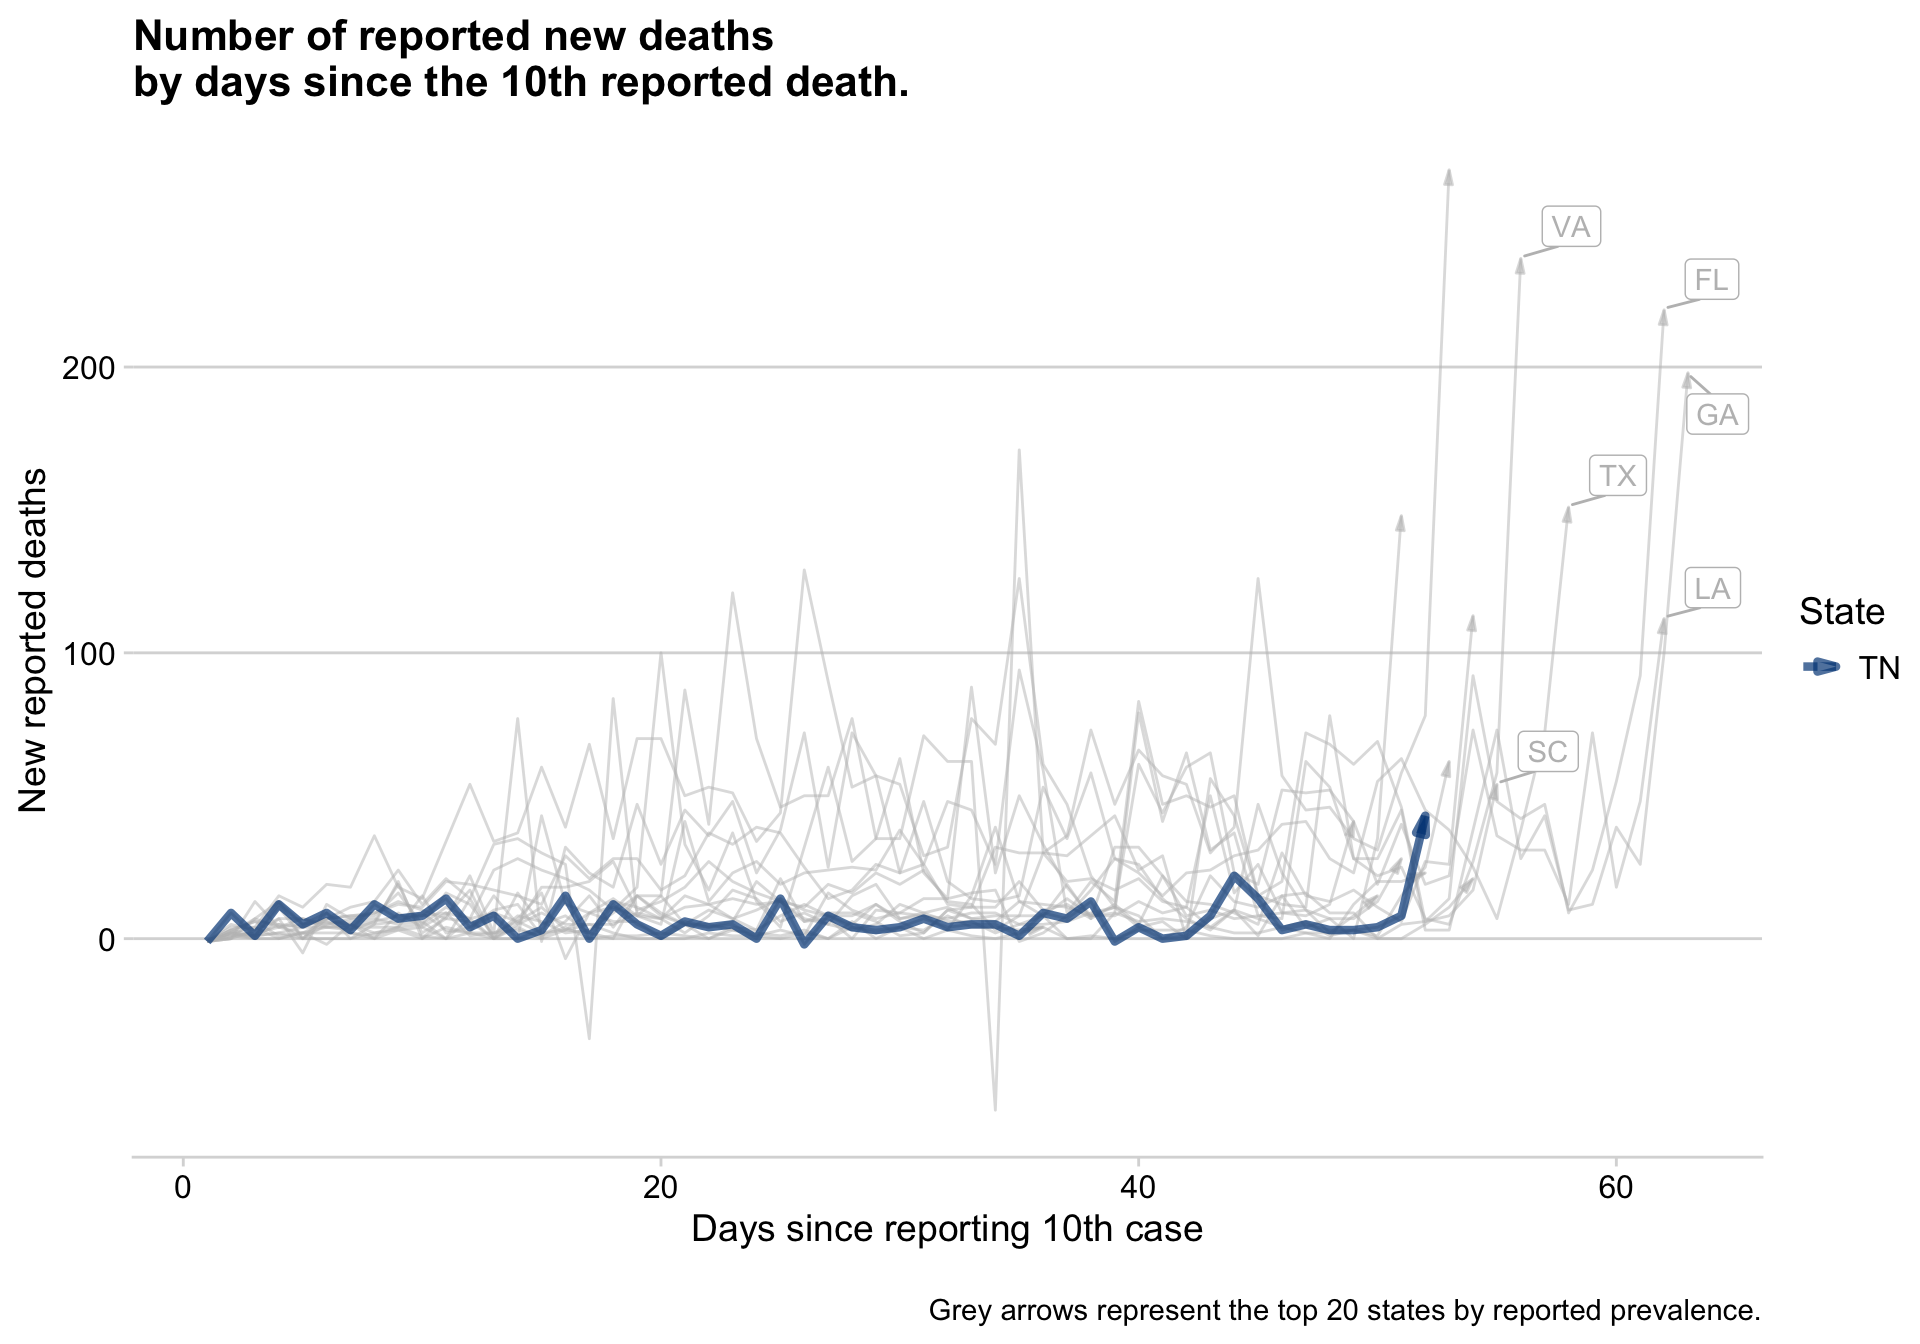 Number of reported new deaths
by days since the 10th reported death.
VA
FL
200
GA
TX
New reported deaths
LA
State
100
TN
SC
0
0 20 40 60
Days since reporting 10th case
Grey arrows represent the top 20 states by reported prevalence.